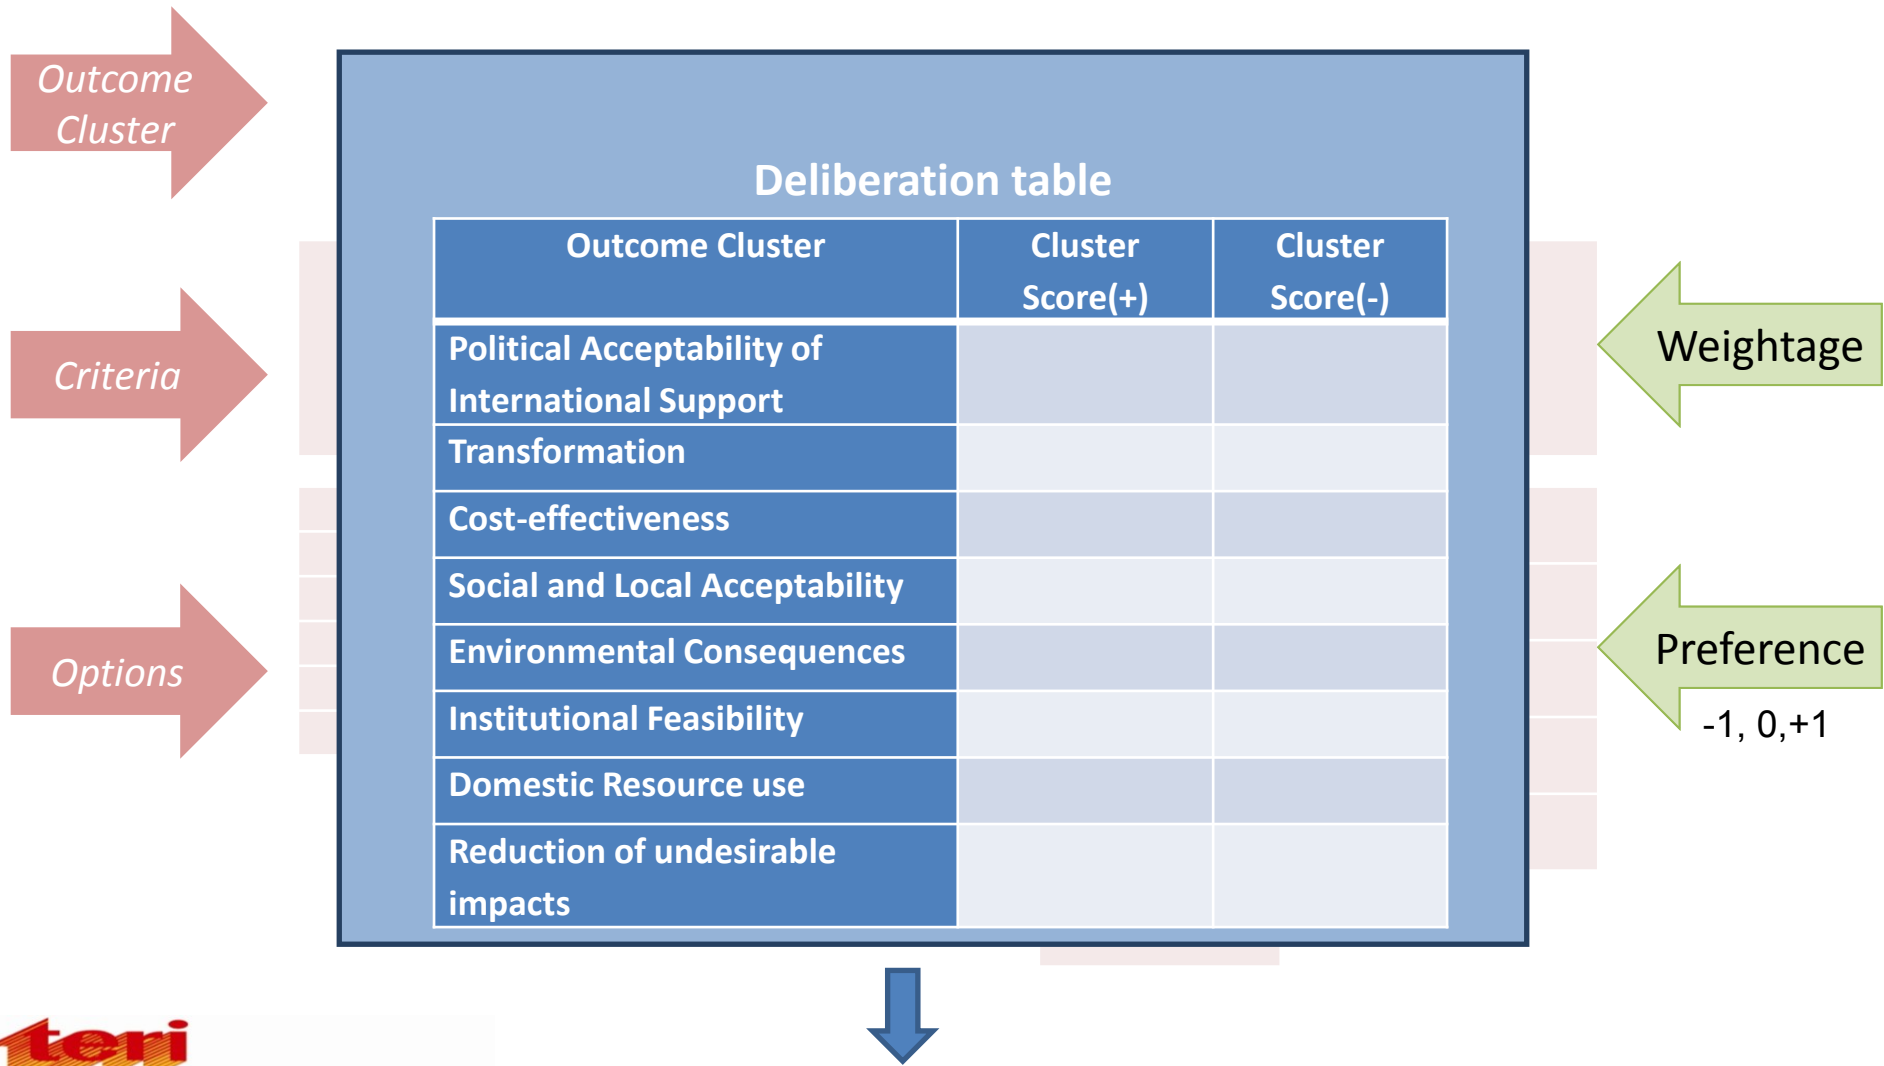 Outcome
Cluster
Criteria
Options
Deliberation table
Outcome Cluster
Cluster
Score(+)
Cluster
Score(-)
Political Acceptability of
International Support
Transformation
Cost-effectiveness
Social and Local Acceptability
Environmental Consequences
Institutional Feasibility
Domestic Resource use
Reduction of undesirable
impacts
Weightage
Preference
-1, 0,+1
teri